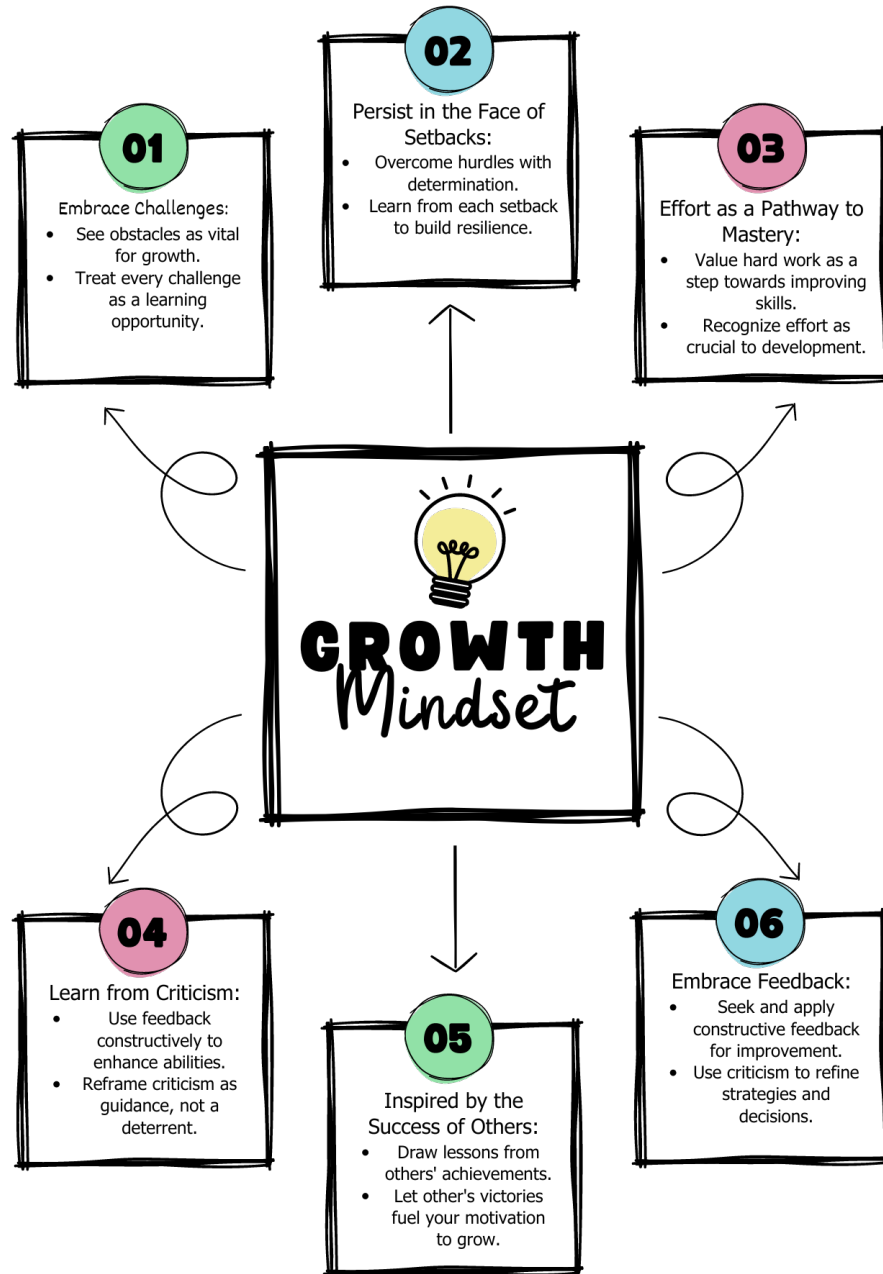 01
Embrace Challenges:
• See obstacles as vital
for growth.
• Treat every challenge
as a learning
opportunity.
02
Persist in the Face of
Setbacks:
• Overcome hurdles with
determination.
• Learn from each setback
to build resilience.
03
Effort as a Pathway to
Mastery:
• Value hard work as a
step towards improving
skills.
• Recognize effort as
crucial to development.
GROWTH
Mindset
04
Learn from Criticism:
• Use feedback
constructively to
enhance abilities.
• Reframe criticism as
guidance, not a
deterrent.
05
Inspired by the
Success of Others:
• Draw lessons from
others' achievements.
• Let other's victories
fuel your motivation
to grow.
06
Embrace Feedback:
• Seek and apply
constructive feedback
for improvement.
• Use criticism to refine
strategies and
decisions.